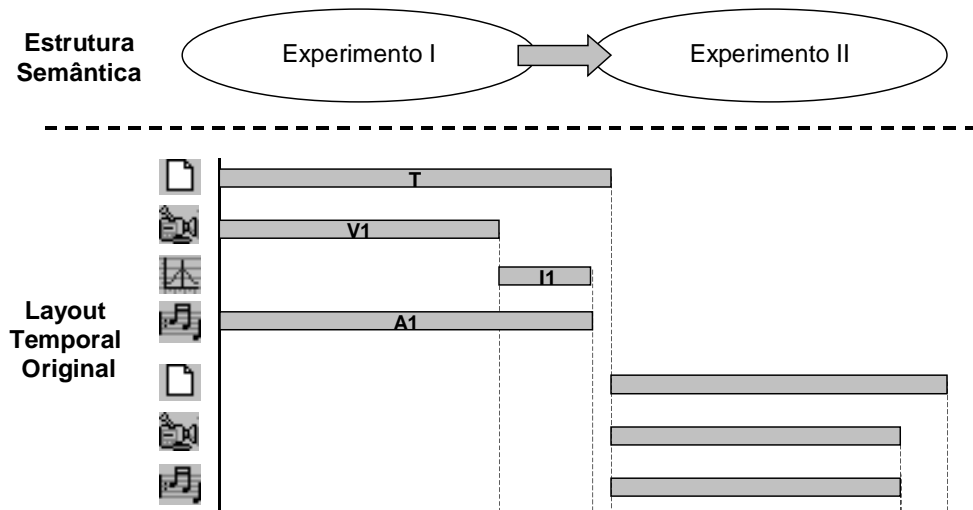 Estrutura
Semântica
Experimento I
Experimento II
T
V1
I1
A1
Layout
Temporal
Original